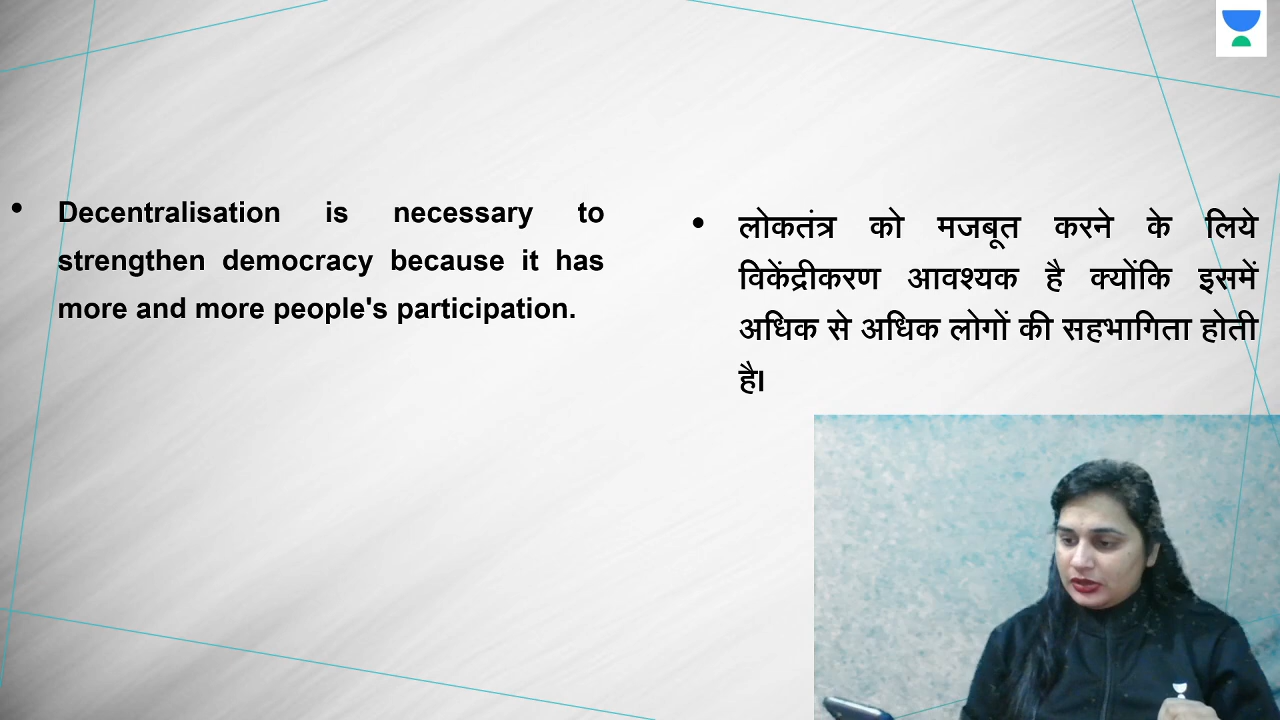 Decentralisation is necessary to
strengthen democracy because it has
more and more people's participation.
लोकतंत्र को मजबूत करने के लिये
विकेंद्रीकरण आवश्यक है क्योंकि इसमें
अधिक से अधिक लोगों की सहभागिता होती
है।